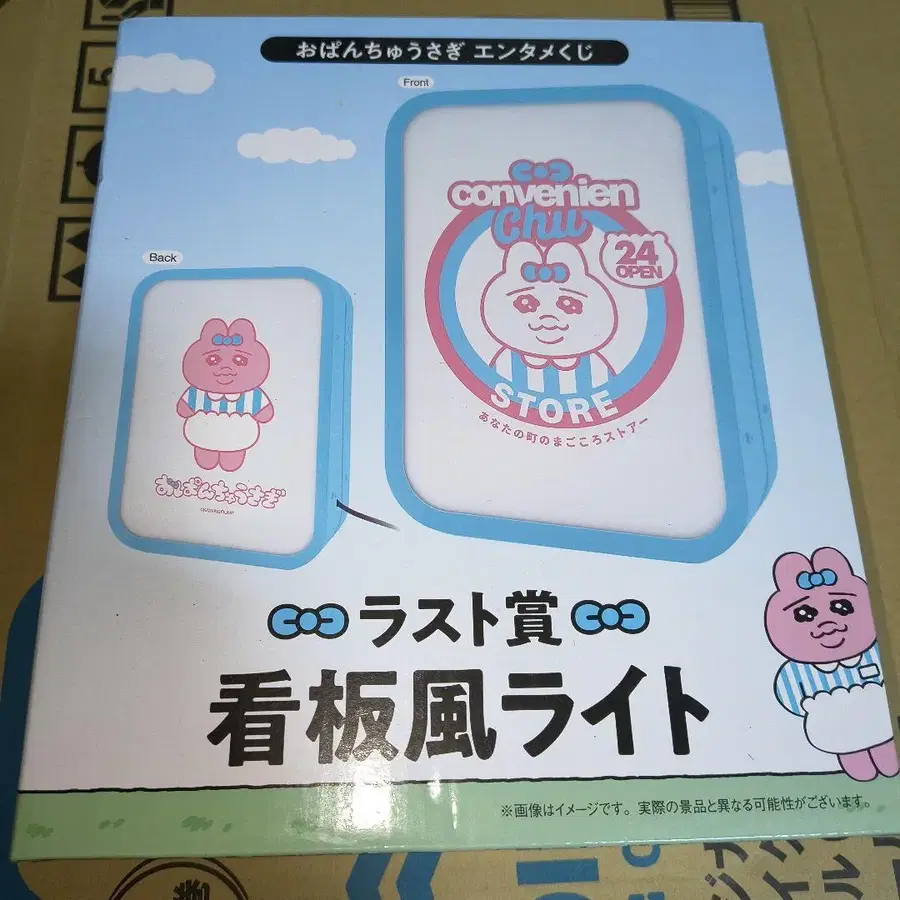 おぱんちゅうさぎ エンタメくじ
Front
convenien
Chu
24
OPEN
STORE
あなたの町のまごころストアー
Back
おぱんちゅうさぎ
ラスト賞
看板風ライト
※画像はイメージです。実際の景品と異なる可能性がございます。